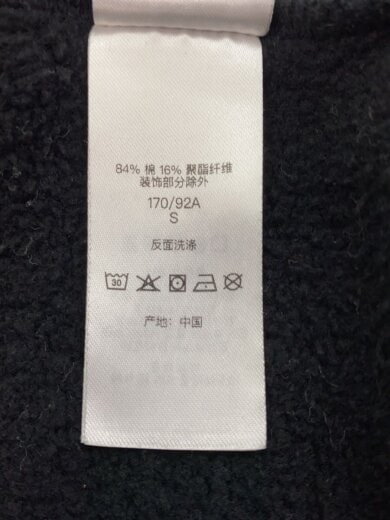 84% 棉 16% 聚酯纤维
装饰部分除外
170/92A
S
反面洗涤
30
产地: 中国